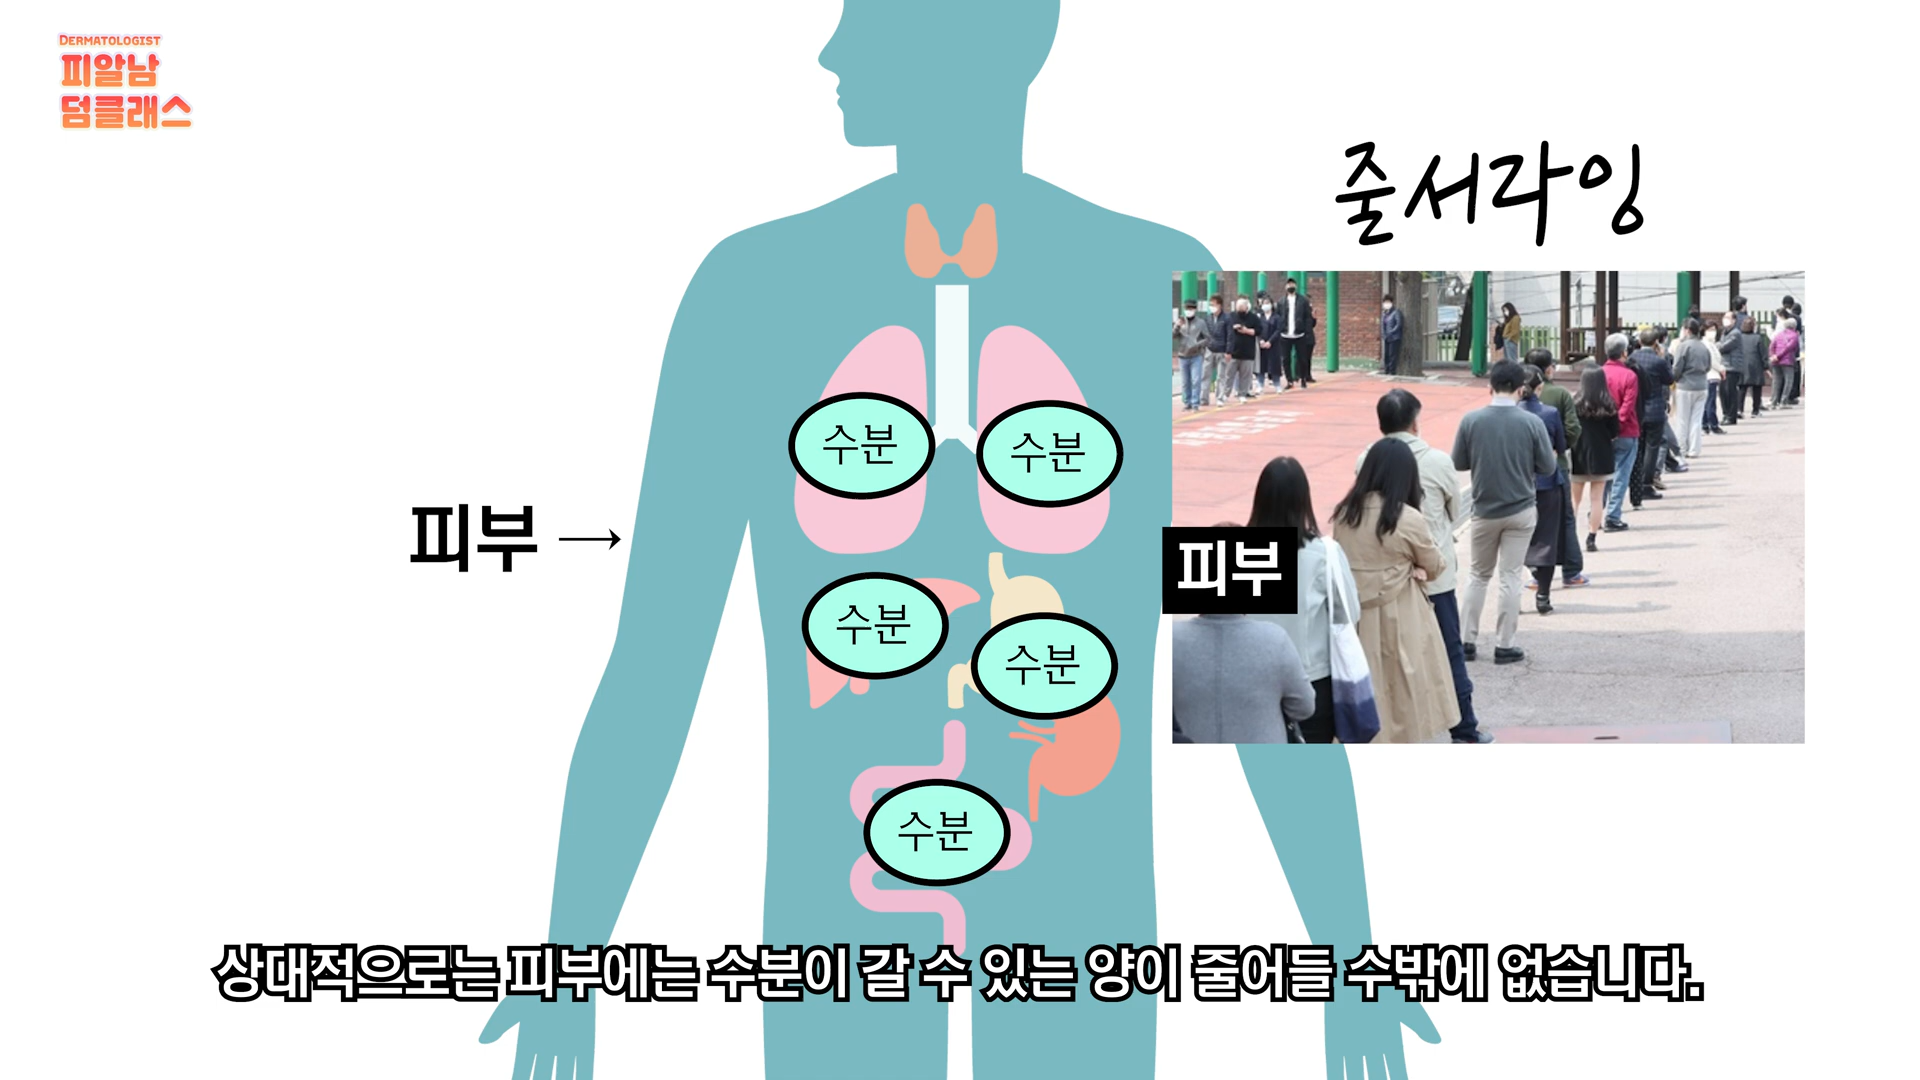 DERMATOLOGIST
피알남
덤클래스
줄서라잉
수분
수분
피부 →
피부
수분
수분
수분
상대적으로는 피부에는 수분이 갈 수 있는 양이 줄어들 수밖에 없습니다.